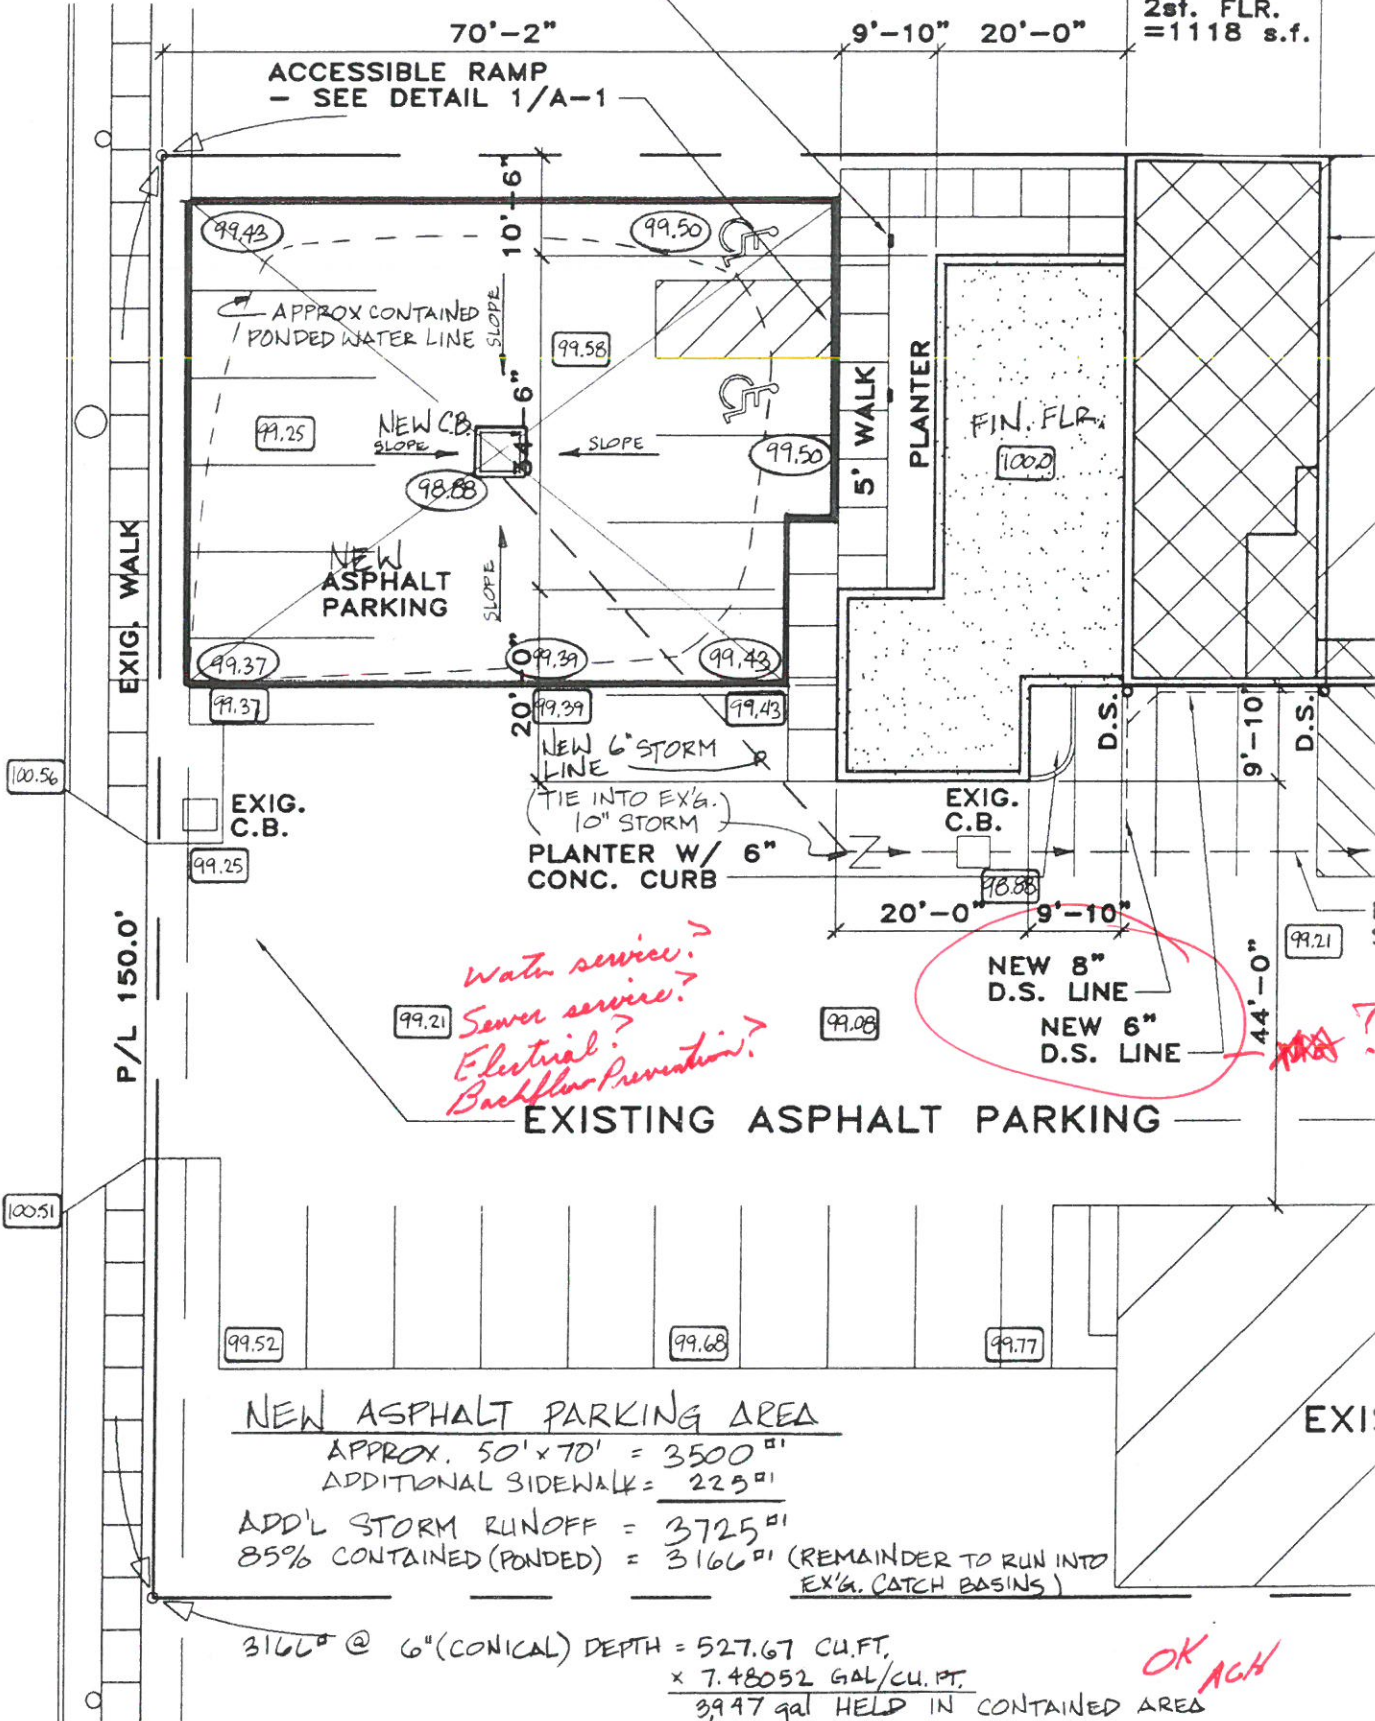 2st. FLR.
=1118 s.f.
70'-2"
9'-10"
20'-0"
ACCESSIBLE RAMP
- SEE DETAIL 1/A-1
10'-6"
99.43
99.50
APPROX CONTAINED
PONDED WATER LINE
SLOPE
99.58
34'-6"
5' WALK
PLANTER
FIN. FLR.
100.0
99.25
NEW C.B.
SLOPE
SLOPE
99.50
98.88
EXIG. WALK
NEW
ASPHALT
PARKING
SLOPE
99.37
99.39
99.43
20'-0"
99.37
99.39
99.43
D.S.
9'-10"
D.S.
NEW 6" STORM
LINE
(TIE INTO EX'G.
10" STORM)
100.56
EXIG.
C.B.
EXIG.
C.B.
99.25
PLANTER W/ 6"
CONC. CURB
98.88
20'-0"
9'-10"
P/L 150.0'
Water service?
Sewer service?
Electrial?
Backflow Prevention?
99.21
99.08
NEW 8"
D.S. LINE
NEW 6"
D.S. LINE
44'-0"
99.21
?
EXISTING ASPHALT PARKING
100.51
99.52
99.68
99.77
NEW ASPHALT PARKING AREA
APPROX. 50' x 70' = 3500 □'
ADDITIONAL SIDEWALK = 225 □'
ADD'L STORM RUNOFF = 3725 □'
85% CONTAINED (PONDED) = 3166 □' (REMAINDER TO RUN INTO
EX'G. CATCH BASINS)
EXIS
3166 □ @ 6" (CONICAL) DEPTH = 527.67 CU.FT.
x 7.48052 GAL/CU.FT.
3,947 gal HELD IN CONTAINED AREA
OK AGH